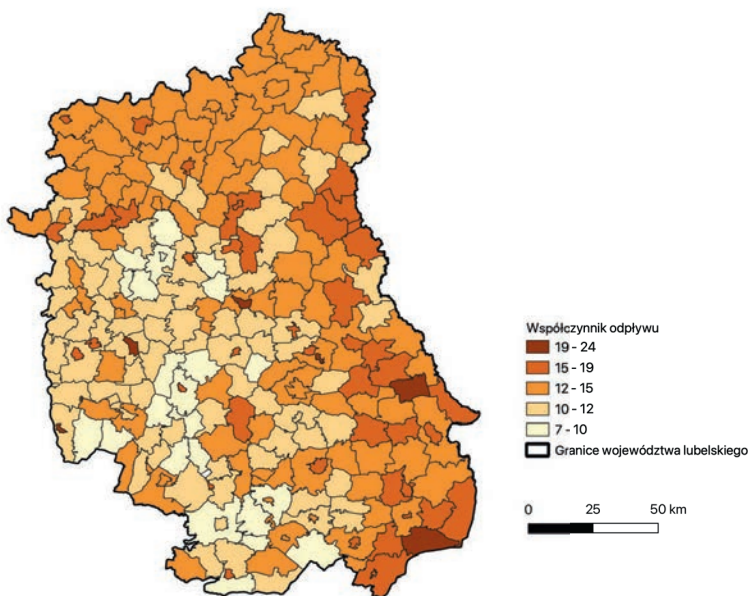 Współczynnik odpływu
19 - 24
15 - 19
12 - 15
10 - 12
7 - 10
Granice województwa lubelskiego
0 25 50 km